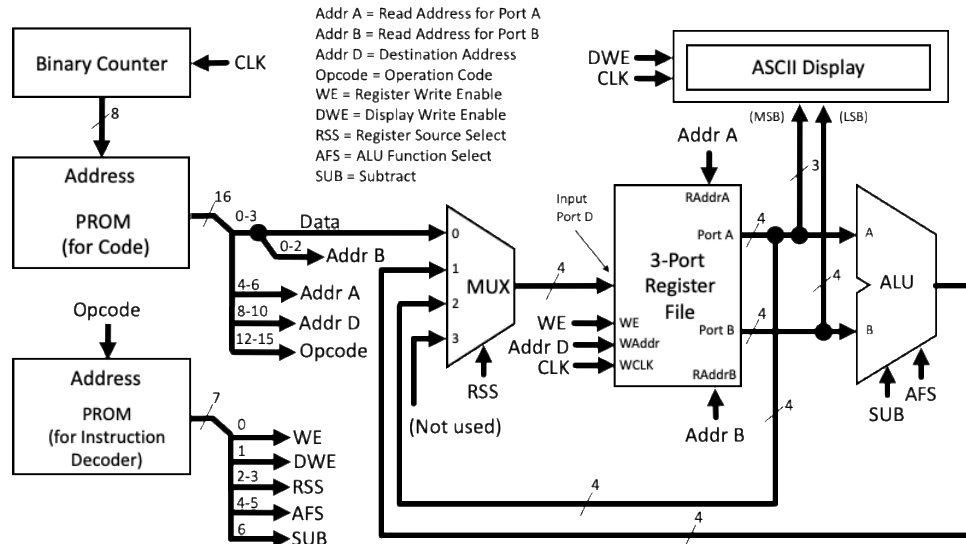 Addr A = Read Address for Port A
Addr B = Read Address for Port B
Addr D = Destination Address
Opcode = Operation Code
WE = Register Write Enable
DWE = Display Write Enable
RSS = Register Source Select
AFS = ALU Function Select
SUB = Subtract
Binary Counter
CLK
8
Address
PROM
(for Code)
16
0-3
Data
0-2
Addr B
4-6
Addr A
8-10
Addr D
12-15
Opcode
Opcode
Address
PROM
(for Instruction
Decoder)
7
0
WE
1
DWE
2-3
RSS
4-5
AFS
6
SUB
0
1
2
3
MUX
RSS
(Not used)
4
Input
Port D
WE
Addr D
CLK
Addr A
RAddrA
Port A
3-Port
Register
File
WE
WAddr
WCLK
Port B
RAddrB
Addr B
4
4
4
4
4
DWE
CLK
ASCII Display
(MSB)
(LSB)
3
4
A
ALU
B
SUB
AFS